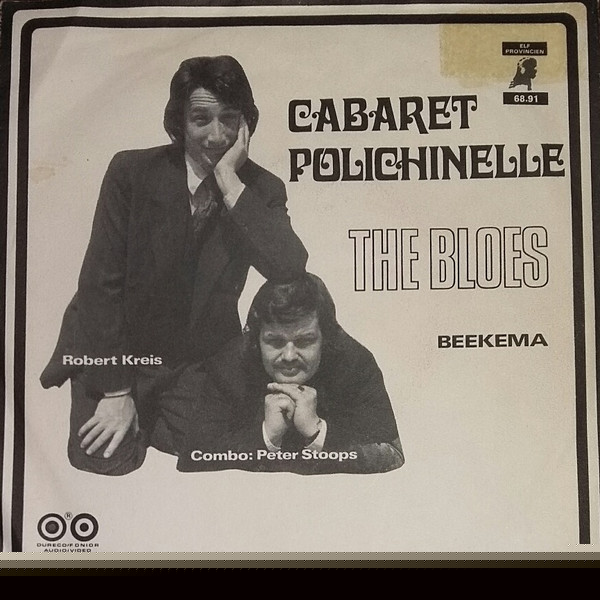 ELF
PROVINCIEN
68.91
CABARET
POLICHINELLE
THE BLOES
BEEKEMA
Robert Kreis
Combo: Peter Stoops
®
DURECO/FONIOR
AUDIO/VIDEO